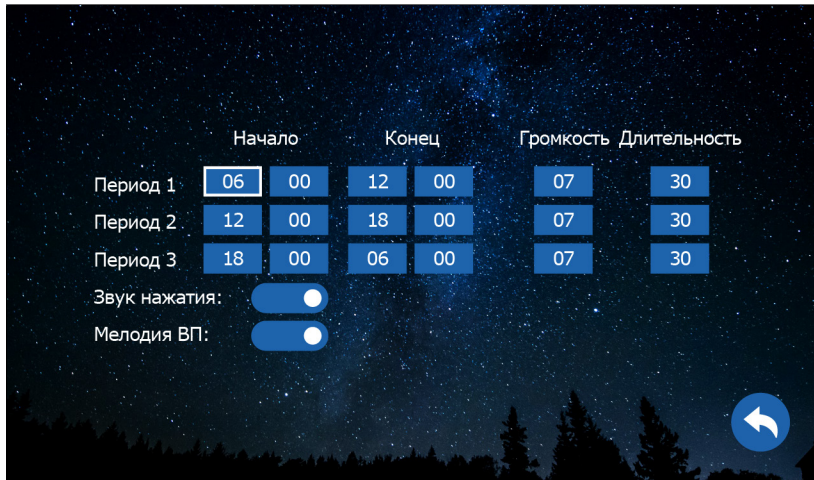 Начало Конец Громкость Длительность
Период 1 06 00 12 00 07 30
Период 2 12 00 18 00 07 30
Период 3 18 00 06 00 07 30
Звук нажатия:
Мелодия ВП: